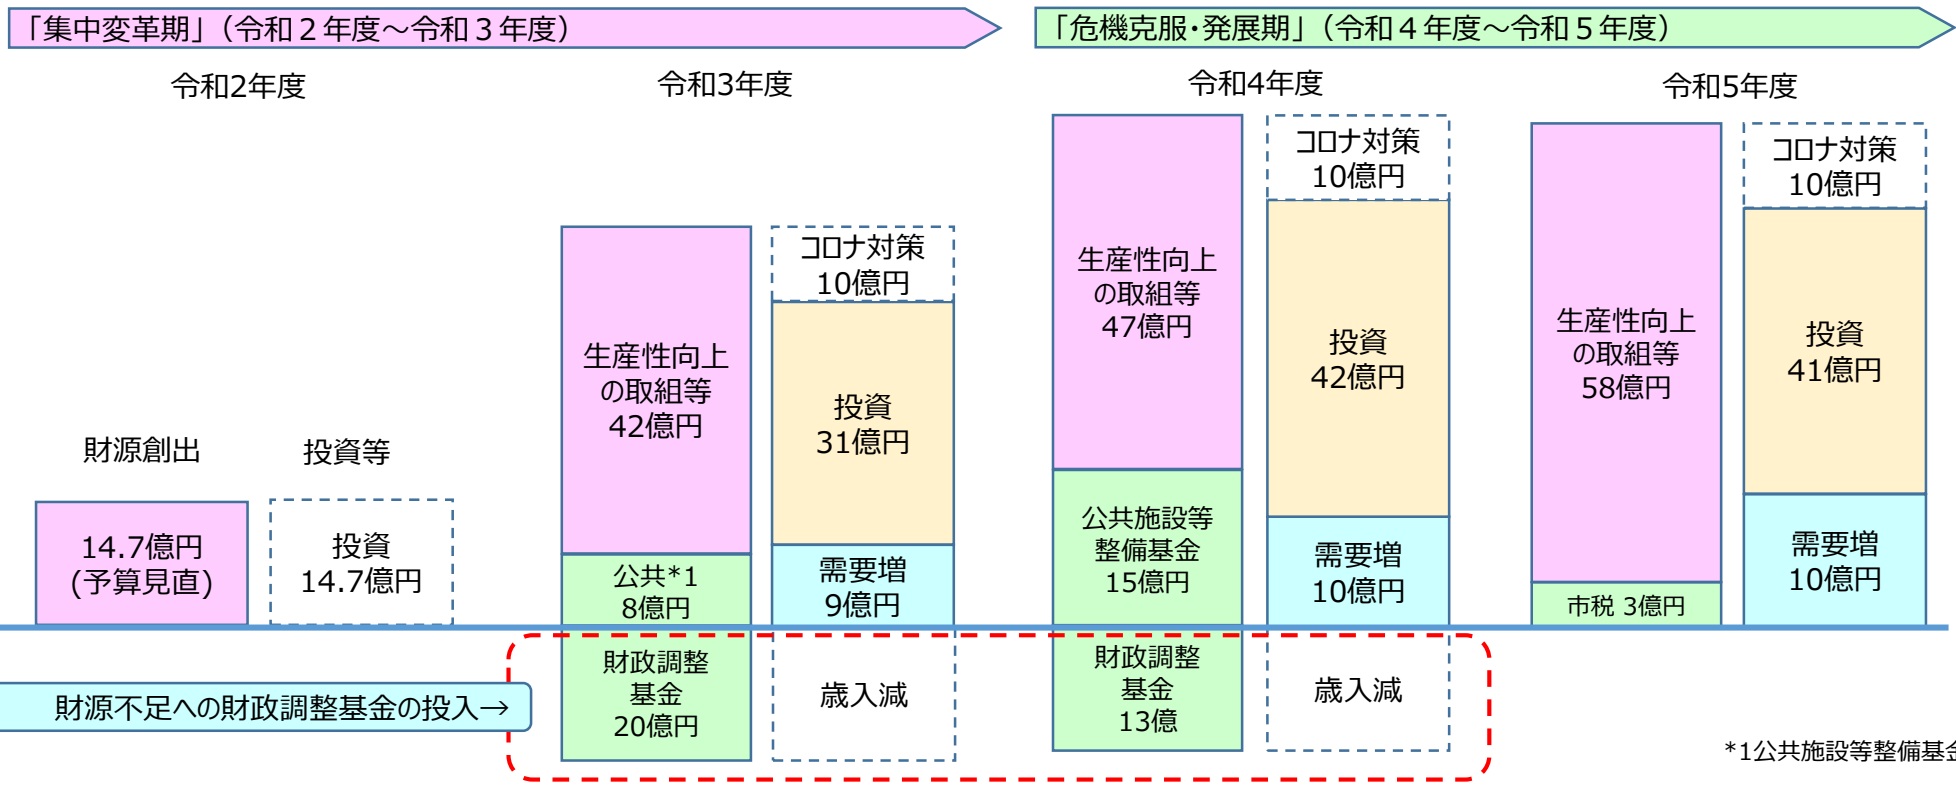 「集中変革期」（令和２年度～令和３年度）
「危機克服・発展期」（令和４年度～令和５年度）
令和2年度
令和3年度
令和4年度
令和5年度
財源創出
投資等
14.7億円
(予算見直)
投資
14.7億円
生産性向上
の取組等
42億円
公共*1
8億円
財政調整
基金
20億円
コロナ対策
10億円
投資
31億円
需要増
9億円
歳入減
生産性向上
の取組等
47億円
公共施設等
整備基金
15億円
財政調整
基金
13億
コロナ対策
10億円
投資
42億円
需要増
10億円
歳入減
生産性向上
の取組等
58億円
市税 3億円
コロナ対策
10億円
投資
41億円
需要増
10億円
財源不足への財政調整基金の投入→
*1公共施設等整備基金